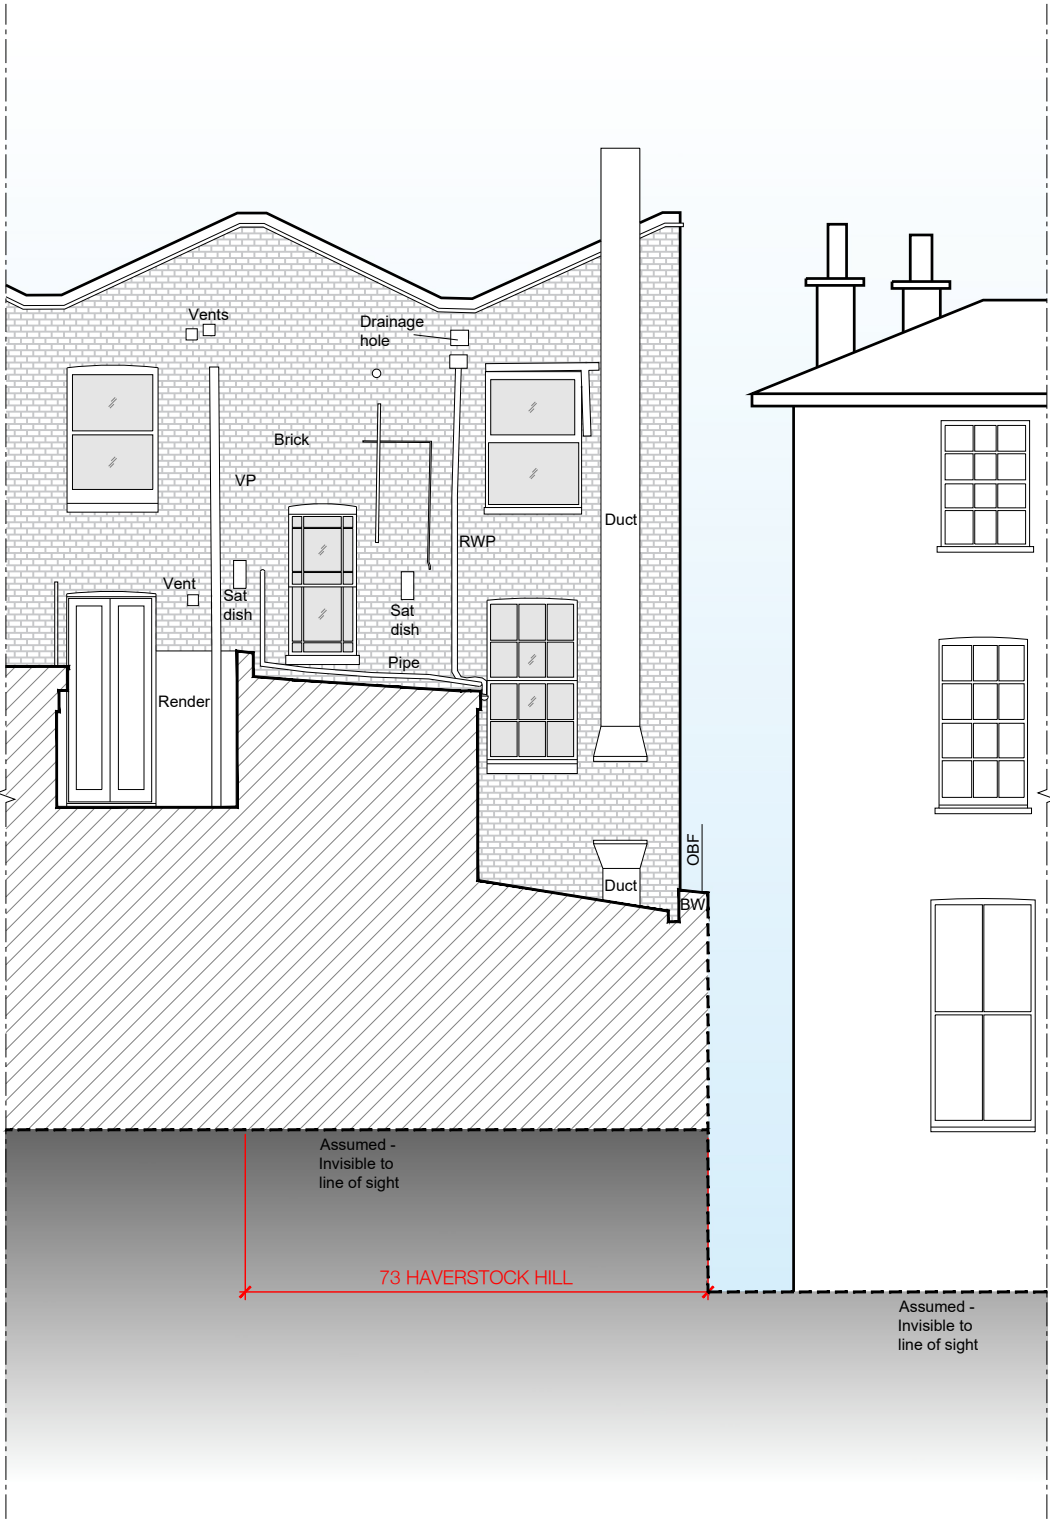 Vents
Drainage
hole
Brick
VP
Duct
RWP
Vent
Sat
dish
Sat
dish
Pipe
Render
OBF
Duct
BW
Assumed -
Invisible to
line of sight
73 HAVERSTOCK HILL
Assumed -
Invisible to
line of sight